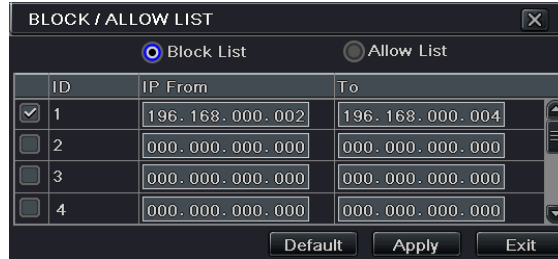 BLOCK / ALLOW LIST
Block List Allow List
ID IP From To
1 196.168.000.002 196.168.000.004
2 000.000.000.000 000.000.000.000
3 000.000.000.000 000.000.000.000
4 000.000.000.000 000.000.000.000
Default Apply Exit